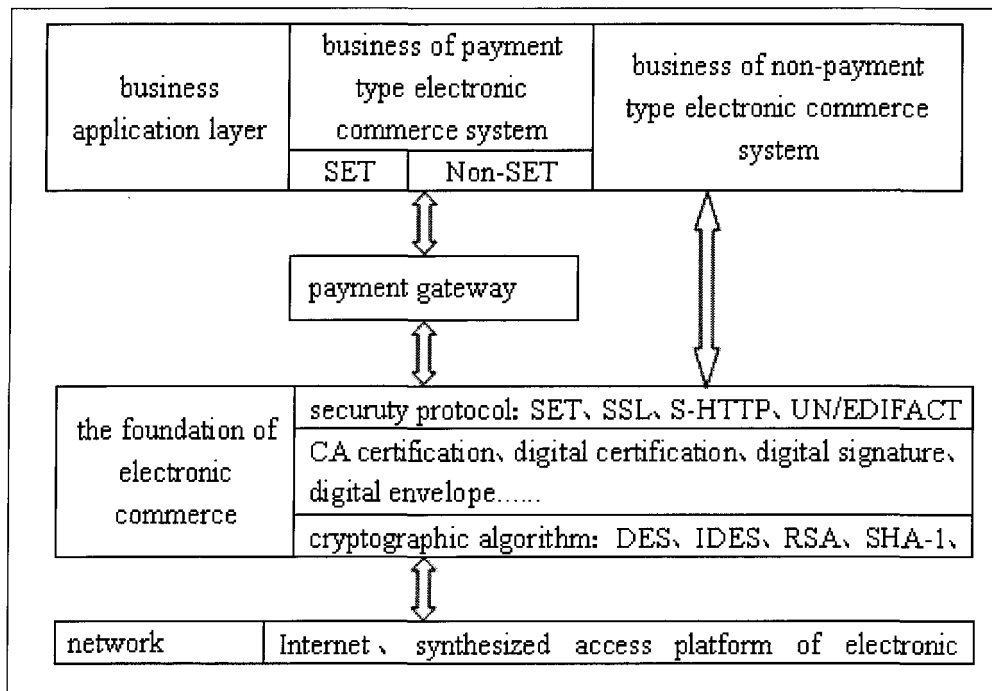 business
application layer
business of payment
type electronic
commerce system
SET
Non-SET
business of non-payment
type electronic commerce
system
payment gateway
the foundation of
electronic
commerce
securuty protocol: SET、SSL、S-HTTP、UN/EDIFACT
CA certification、digital certification、digital signature、
digital envelope......
cryptographic algorithm: DES、IDES、RSA、SHA-1、
network
Internet、synthesized access platform of electronic